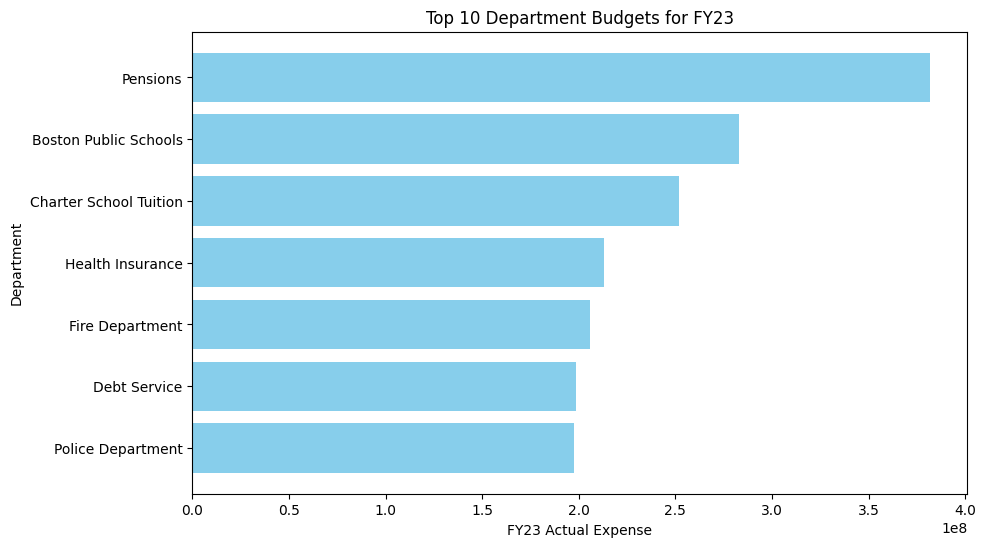 Top 10 Department Budgets for FY23
Department
Pensions
Boston Public Schools
Charter School Tuition
Health Insurance
Fire Department
Debt Service
Police Department
0.0 0.5 1.0 1.5 2.0 2.5 3.0 3.5 4.0
1e8
FY23 Actual Expense